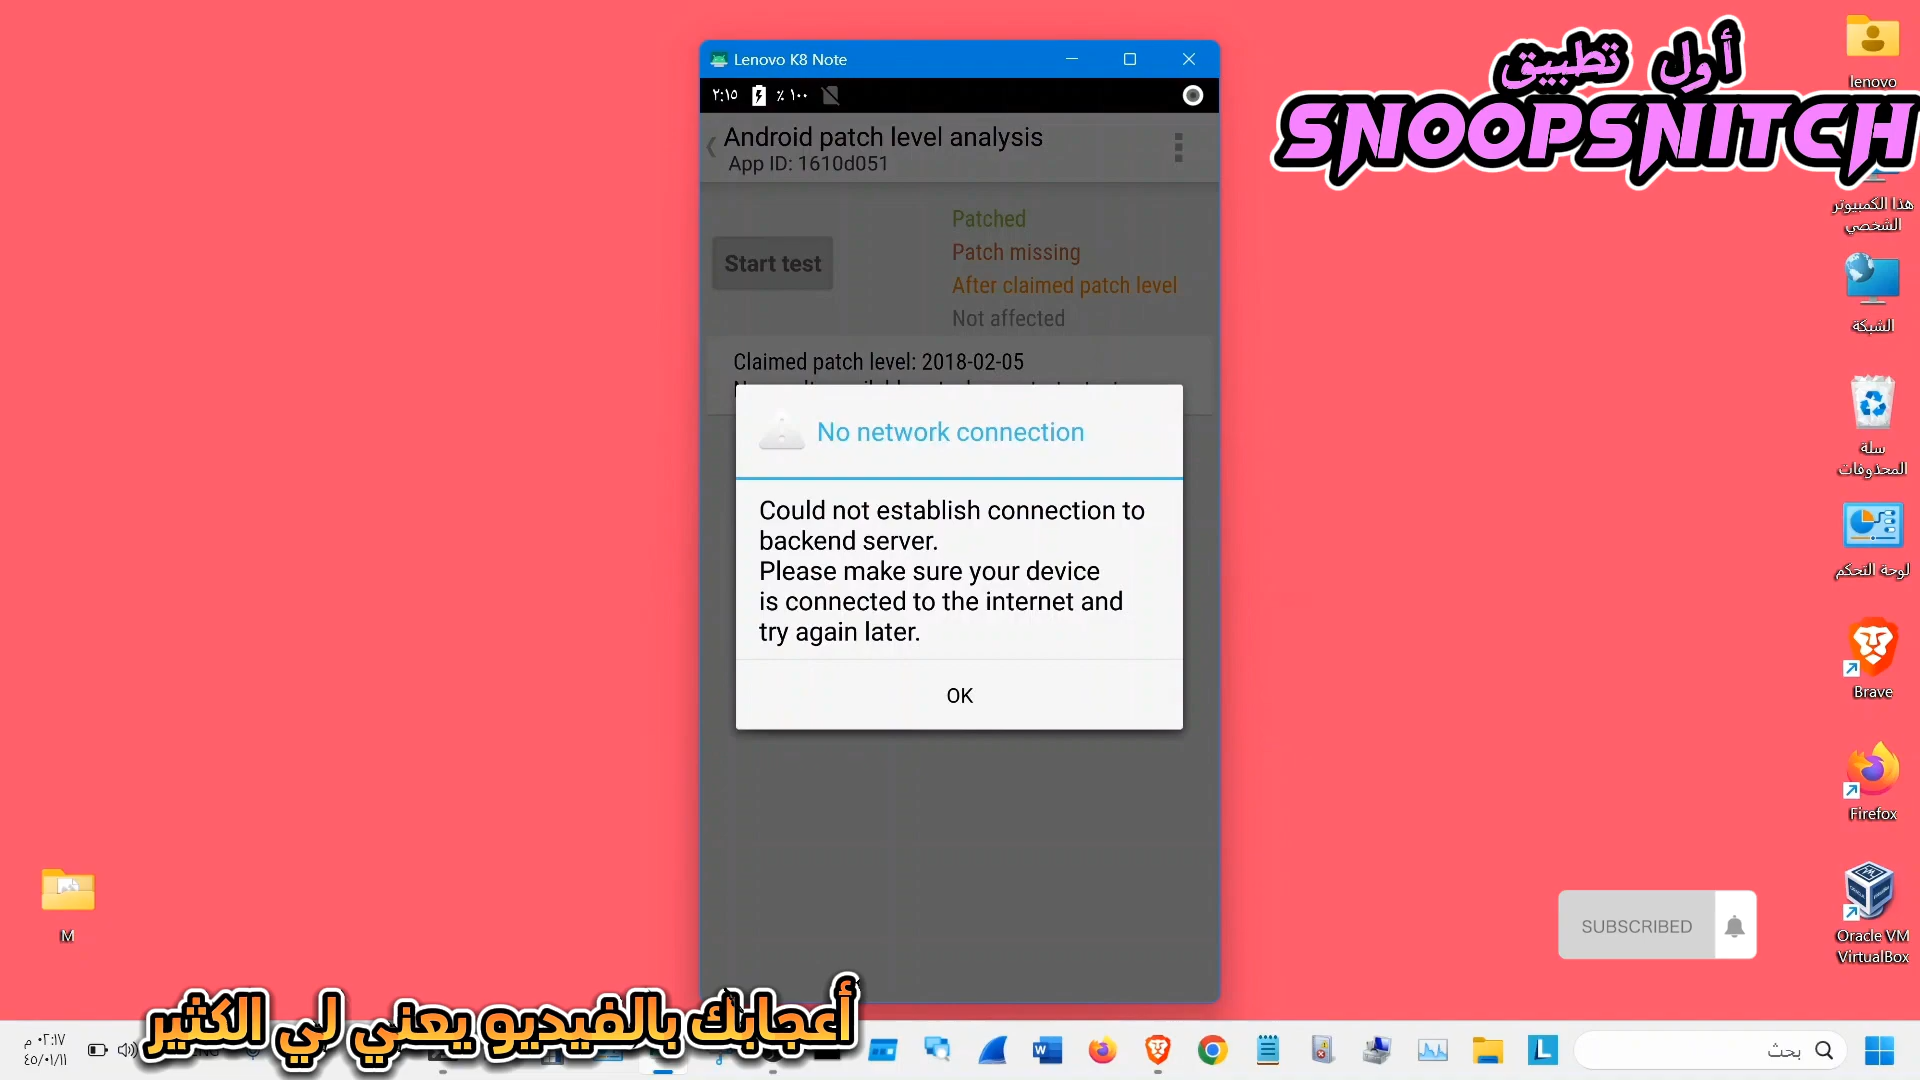 Lenovo K8 Note
٢:١٥
٪ ١٠٠
Android patch level analysis
App ID: 1610d051
Start test
Patched
Patch missing
After claimed patch level
Not affected
Claimed patch level: 2018-02-05
No network connection
Could not establish connection to
backend server.
Please make sure your device
is connected to the internet and
try again later.
OK
أول تطبيق
SNOOPSNITCH
lenovo
هذا الكمبيوتر
الشخصي
الشبكة
سلة
المحذوفات
لوحة التحكم
Brave
Firefox
Oracle VM
VirtualBox
M
SUBSCRIBED
أعجابك بالفيديو يعني لي الكثير
٠٢:١٧ م
٤٥/٠١/١١
بحث